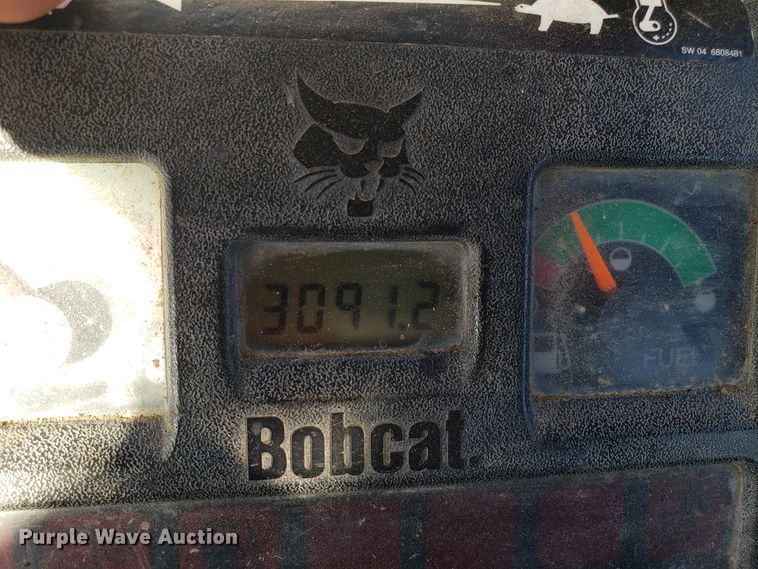 SW 04 6808481
3091.2
FUEL
Bobcat.
Purple Wave Auction